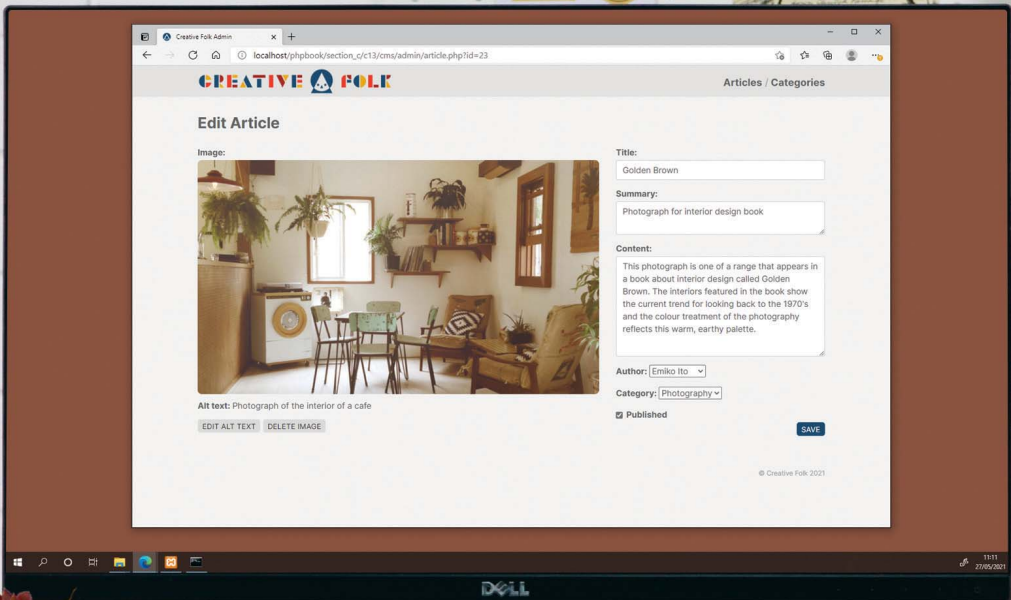 Creative Folk Admin
localhost/phpbook/section_c/c13/cms/admin/article.php?id=23
CREATIVE FOLK
Articles / Categories
Edit Article
Image:
Alt text: Photograph of the interior of a cafe
EDIT ALT TEXT DELETE IMAGE
Title:
Golden Brown
Summary:
Photograph for interior design book
Content:
This photograph is one of a range that appears in
a book about interior design called Golden
Brown. The interiors featured in the book show
the current trend for looking back to the 1970's
and the colour treatment of the photography
reflects this warm, earthy palette.
Author: Emiko Ito
Category: Photography
Published
SAVE
© Creative Folk 2021
11:11
27/05/2021
DELL